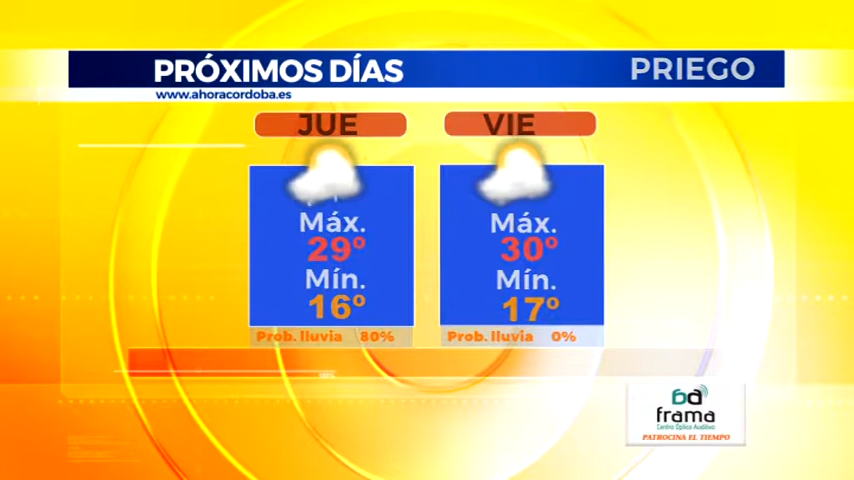 PRÓXIMOS DÍAS
PRIEGO
www.ahoracordoba.es
JUE
VIE
Máx.
29º
Mín.
16º
Prob. lluvia 80%
Máx.
30º
Mín.
17º
Prob. lluvia 0%
frama
Centro Óptico Auditivo
PATROCINA EL TIEMPO